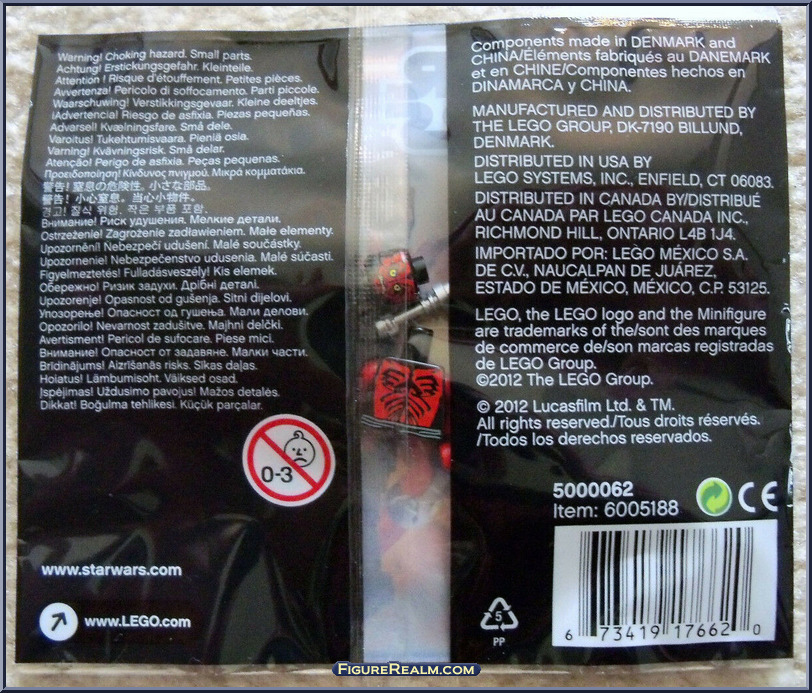 Warning! Choking hazard. Small parts.
Achtung! Erstickungsgefahr. Kleinteile.
Attention ! Risque d'étouffement. Petites pièces.
Avvertenza! Pericolo di soffocamento. Parti piccole.
Waarschuwing! Verstikkingsgevaar. Kleine deeltjes.
¡Advertencia! Riesgo de asfixia. Piezas pequeñas.
Advarsel! Kvælningsfare. Små dele.
Varoitus! Tukehtumisvaara. Pieniä osia.
Varning! Kvävningsrisk. Små delar.
Atenção! Perigo de asfixia. Peças pequenas.
Προειδοποίηση! Κίνδυνος πνιγμού. Μικρά κομματάκια.
警告! 窒息の危険性。小さな部品。
警告! 小心窒息。当心小物件。
경고! 질식 위험. 작은 부품 포함.
Внимание! Риск удушения. Мелкие детали.
Ostrzeżenie! Zagrożenie zadławieniem. Małe elementy.
Upozornění! Nebezpečí udušení. Malé součástky.
Upozornenie! Nebezpečenstvo udusenia. Malé súčasti.
Figyelmeztetés! Fulladásveszély! Kis elemek.
Обережно! Ризик задухи. Дрібні деталі.
Upozorenje! Opasnost od gušenja. Sitni dijelovi.
Упозорење! Опасност од гушења. Мали делови.
Opozorilo! Nevarnost zadušitve. Majhni delčki.
Avertisment! Pericol de sufocare. Piese mici.
Внимание! Опасност от задавяне. Малки части.
Brīdinājums! Aizrīšanās risks. Sīkas daļas.
Hoiatus! Lämbumisoht. Väiksed osad.
Įspėjimas! Uždusimo pavojus! Mažos detalės.
Dikkat! Boğulma tehlikesi. Küçük parçalar.
0-3
www.starwars.com
www.LEGO.com
Components made in DENMARK and
CHINA/Éléments fabriqués au DANEMARK
et en CHINE/Componentes hechos en
DINAMARCA y CHINA.
MANUFACTURED AND DISTRIBUTED BY
THE LEGO GROUP, DK-7190 BILLUND,
DENMARK.
DISTRIBUTED IN USA BY
LEGO SYSTEMS, INC., ENFIELD, CT 06083.
DISTRIBUTED IN CANADA BY/DISTRIBUÉ
AU CANADA PAR LEGO CANADA INC.,
RICHMOND HILL, ONTARIO L4B 1J4.
IMPORTADO POR: LEGO MÉXICO S.A.
DE C.V., NAUCALPAN DE JUÁREZ,
ESTADO DE MÉXICO, MÉXICO, C.P. 53125.
LEGO, the LEGO logo and the Minifigure
are trademarks of the/sont des marques
de commerce de/son marcas registradas
de LEGO Group.
©2012 The LEGO Group.
© 2012 Lucasfilm Ltd. & TM.
All rights reserved./Tous droits réservés.
/Todos los derechos reservados.
5000062
Item: 6005188
CE
5
PP
6 73419 17662 0
FIGUREREALM.COM